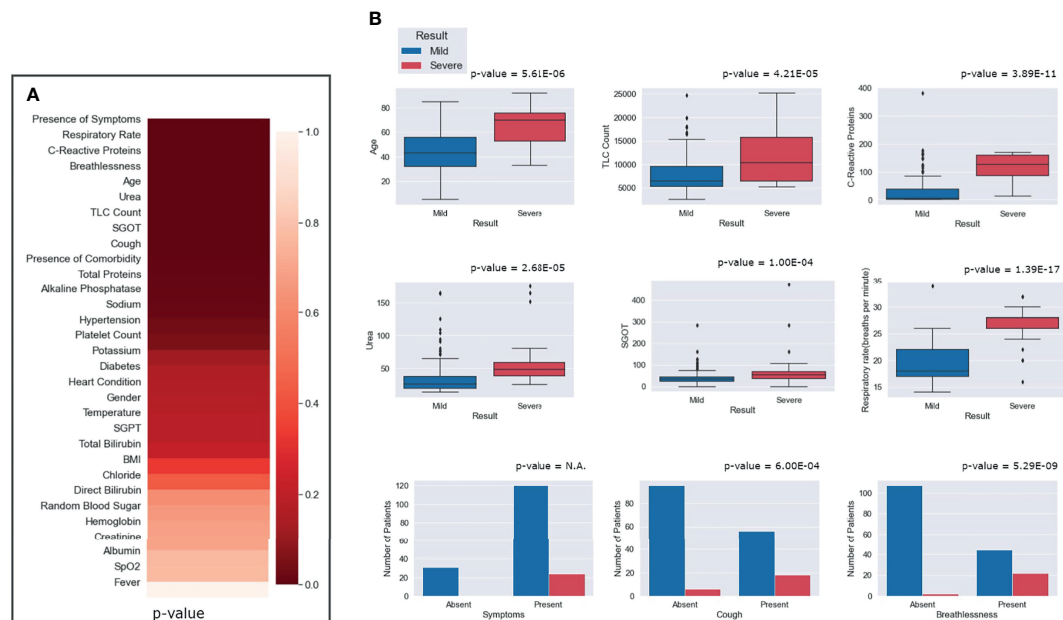 A
Presence of Symptoms
Respiratory Rate
C-Reactive Proteins
Breathlessness
Age
Urea
TLC Count
SGOT
Cough
Presence of Comorbidity
Total Proteins
Alkaline Phosphatase
Sodium
Hypertension
Platelet Count
Potassium
Diabetes
Heart Condition
Gender
Temperature
SGPT
Total Bilirubin
BMI
Chloride
Direct Bilirubin
Random Blood Sugar
Hemoglobin
Creatinine
Albumin
SpO2
Fever
p-value
1.0
0.8
0.6
0.4
0.2
0.0
B
Result
Mild
Severe
p-value = 5.61E-06
Age
80
60
40
20
Mild Severe
Result
p-value = 4.21E-05
TLC Count
25000
20000
15000
10000
5000
Mild Severe
Result
p-value = 3.89E-11
C-Reactive Proteins
400
300
200
100
0
Mild Severe
Result
p-value = 2.68E-05
Urea
150
100
50
Mild Severe
Result
p-value = 1.00E-04
SGOT
400
300
200
100
0
Mild Severe
Result
p-value = 1.39E-17
Respiratory rate(breaths per minute)
35
30
25
20
15
Mild Severe
Result
p-value = N.A.
Number of Patients
120
100
80
60
40
20
0
Absent Present
Symptoms
p-value = 6.00E-04
Number of Patients
80
60
40
20
0
Absent Present
Cough
p-value = 5.29E-09
Number of Patients
100
80
60
40
20
0
Absent Present
Breathlessness